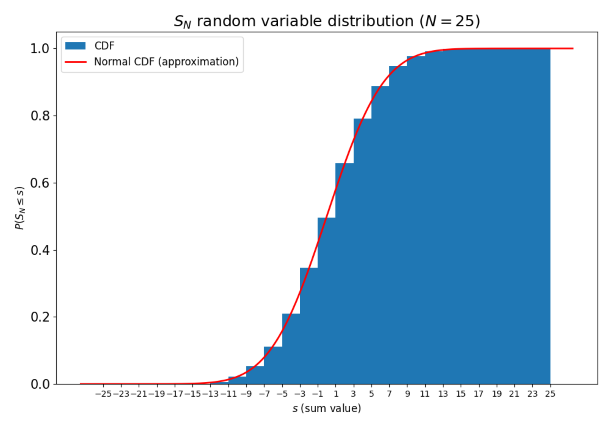 S_N random variable distribution (N = 25)
CDF
Normal CDF (approximation)
1.0
0.8
0.6
0.4
0.2
0.0
P(S_N ≤ s)
−25 −23 −21 −19 −17 −15 −13 −11 −9 −7 −5 −3 −1 1 3 5 7 9 11 13 15 17 19 21 23 25
s (sum value)